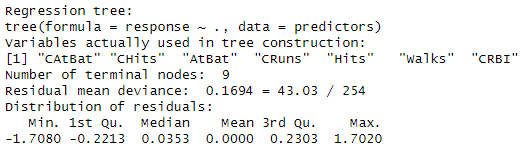 Regression tree:
tree(formula = response ~ ., data = predictors)
Variables actually used in tree construction:
[1] "CAtBat" "CHits"  "AtBat"  "CRuns"  "Hits"   "Walks"  "CRBI"
Number of terminal nodes:  9
Residual mean deviance:  0.1694 = 43.03 / 254
Distribution of residuals:
   Min. 1st Qu.  Median    Mean 3rd Qu.    Max.
-1.7080 -0.2213  0.0353  0.0000  0.2303  1.7020